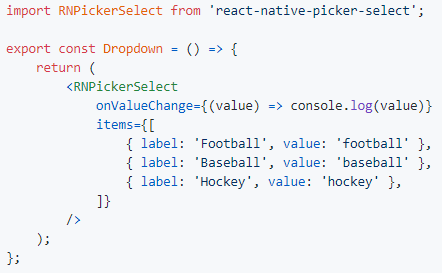 import RNPickerSelect from 'react-native-picker-select';

export const Dropdown = () => {
    return (
        <RNPickerSelect
            onValueChange={(value) => console.log(value)}
            items={[
                { label: 'Football', value: 'football' },
                { label: 'Baseball', value: 'baseball' },
                { label: 'Hockey', value: 'hockey' },
            ]}
        />
    );
};